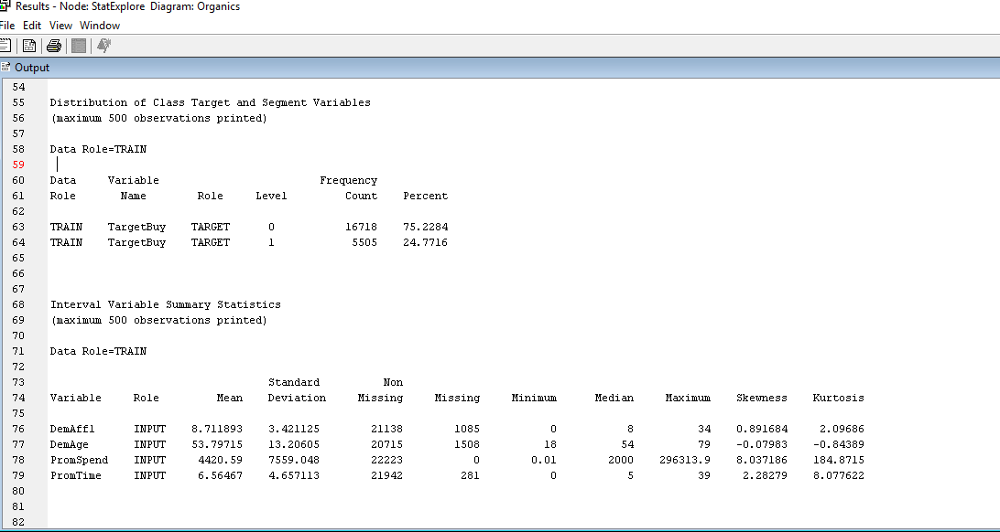 Results - Node: StatExplore  Diagram: Organics
File  Edit  View  Window
Output
54
55  Distribution of Class Target and Segment Variables
56  (maximum 500 observations printed)
57
58  Data Role=TRAIN
59
60  Data     Variable                         Frequency
61  Role       Name        Role     Level         Count    Percent
62
63  TRAIN    TargetBuy    TARGET      0           16718    75.2284
64  TRAIN    TargetBuy    TARGET      1            5505    24.7716
65
66
67
68  Interval Variable Summary Statistics
69  (maximum 500 observations printed)
70
71  Data Role=TRAIN
72
73                                    Standard          Non
74  Variable     Role         Mean    Deviation     Missing     Missing     Minimum      Median     Maximum    Skewness    Kurtosis
75
76  DemAffl      INPUT    8.711893     3.421125       21138        1085           0           8          34    0.891684     2.09686
77  DemAge       INPUT    53.79715     13.20605       20715        1508          18          54          79    -0.07983    -0.84389
78  PromSpend    INPUT     4420.59     7559.048       22223           0        0.01        2000    296313.9    8.037186    184.8715
79  PromTime     INPUT     6.56467     4.657113       21942         281           0           5          39     2.28279    8.077622
80
81
82